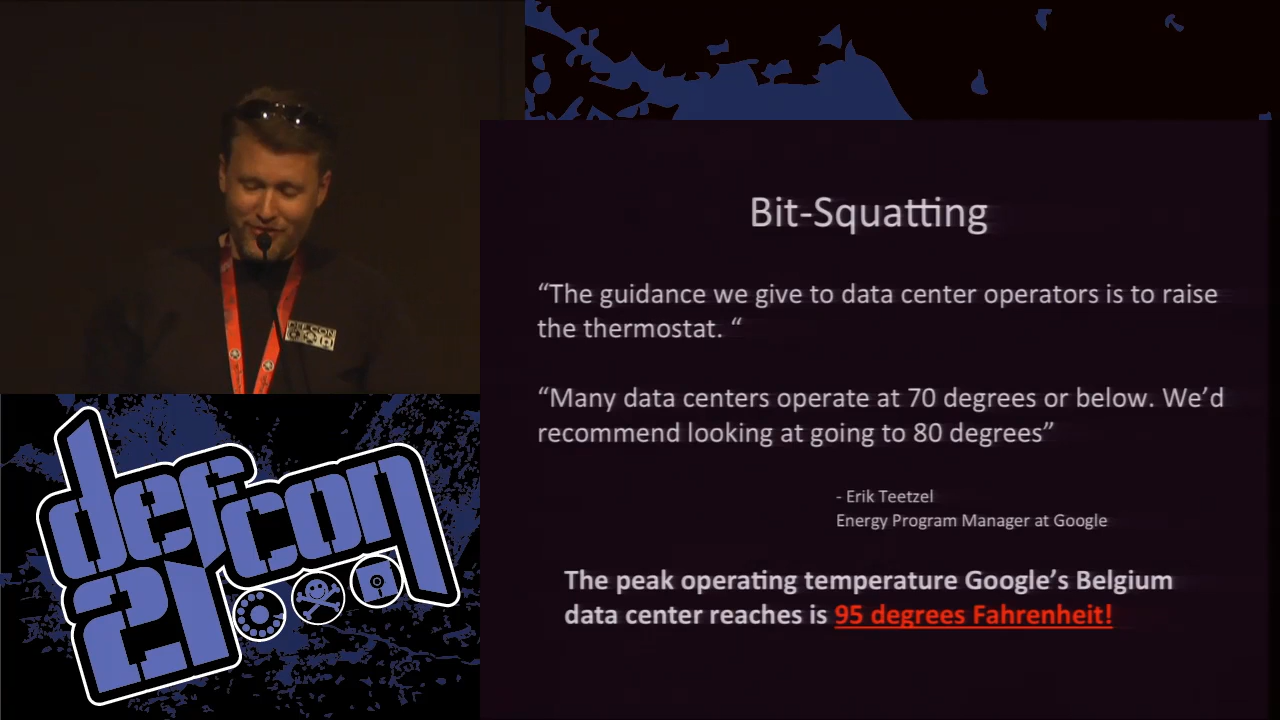 DEF CON
Bit-Squatting
“The guidance we give to data center operators is to raise
the thermostat. “
“Many data centers operate at 70 degrees or below. We’d
recommend looking at going to 80 degrees”
- Erik Teetzel
Energy Program Manager at Google
The peak operating temperature Google’s Belgium
data center reaches is 95 degrees Fahrenheit!
defcon
21